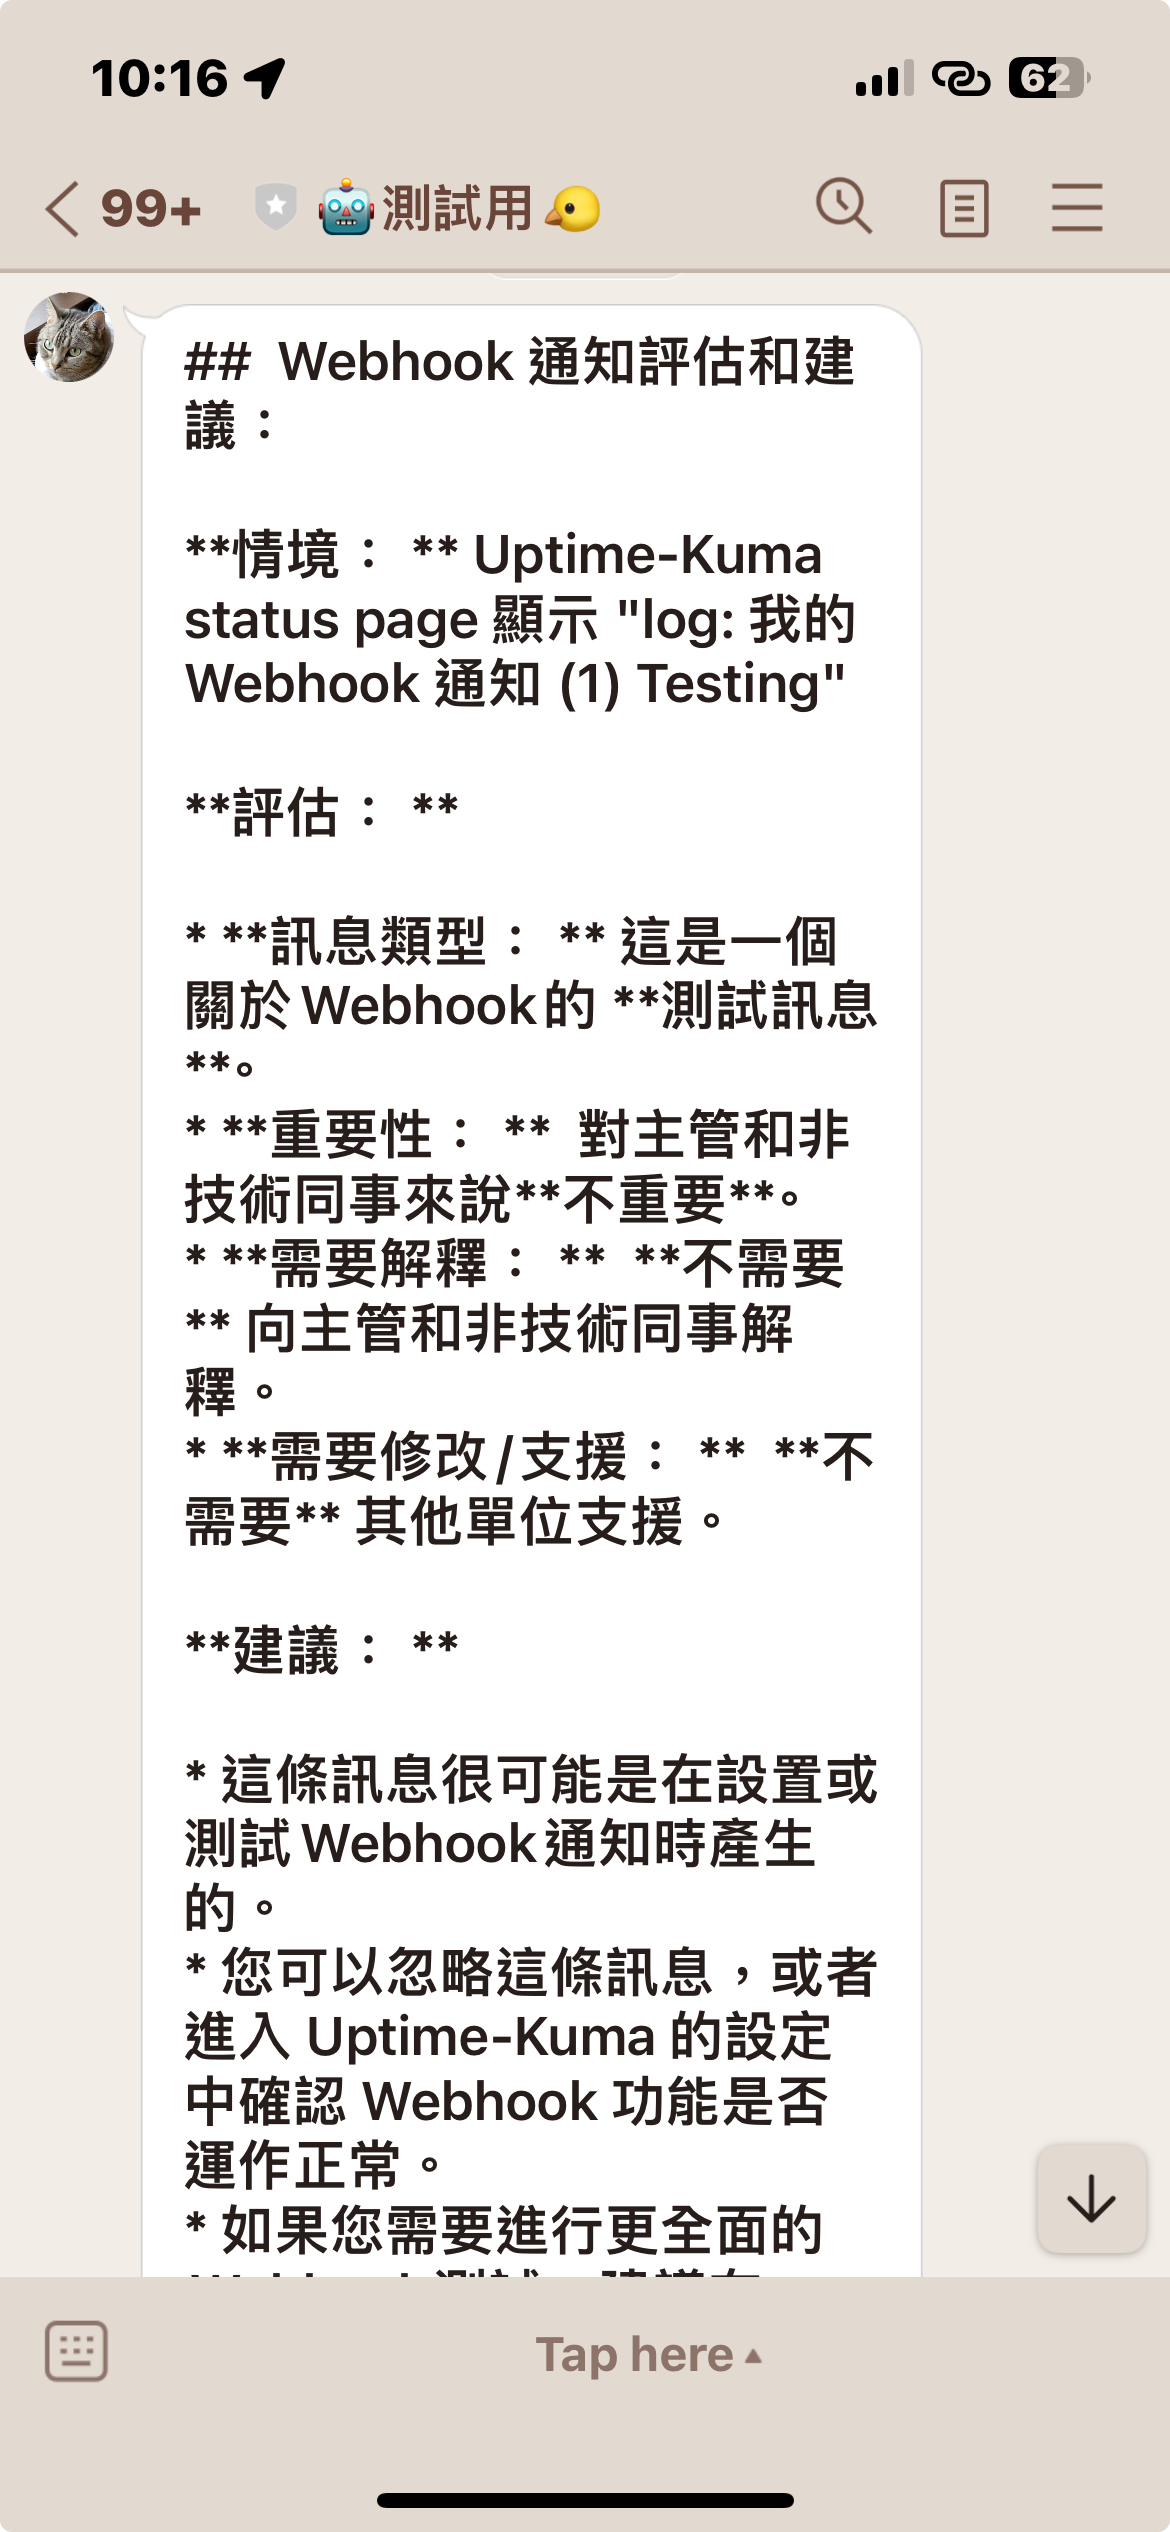 10:16
62
99+
測試用
## Webhook 通知評估和建
議：
**情境： ** Uptime-Kuma
status page 顯示 "log: 我的
Webhook 通知 (1) Testing"
**評估： **
* **訊息類型： ** 這是一個
關於Webhook的 **測試訊息
**。
* **重要性： ** 對主管和非
技術同事來說**不重要**。
* **需要解釋： ** **不需要
** 向主管和非技術同事解
釋。
* **需要修改/支援： ** **不
需要** 其他單位支援。
**建議： **
* 這條訊息很可能是在設置或
測試Webhook通知時產生
的。
* 您可以忽略這條訊息，或者
進入 Uptime-Kuma 的設定
中確認 Webhook 功能是否
運作正常。
* 如果您需要進行更全面的
Tap here